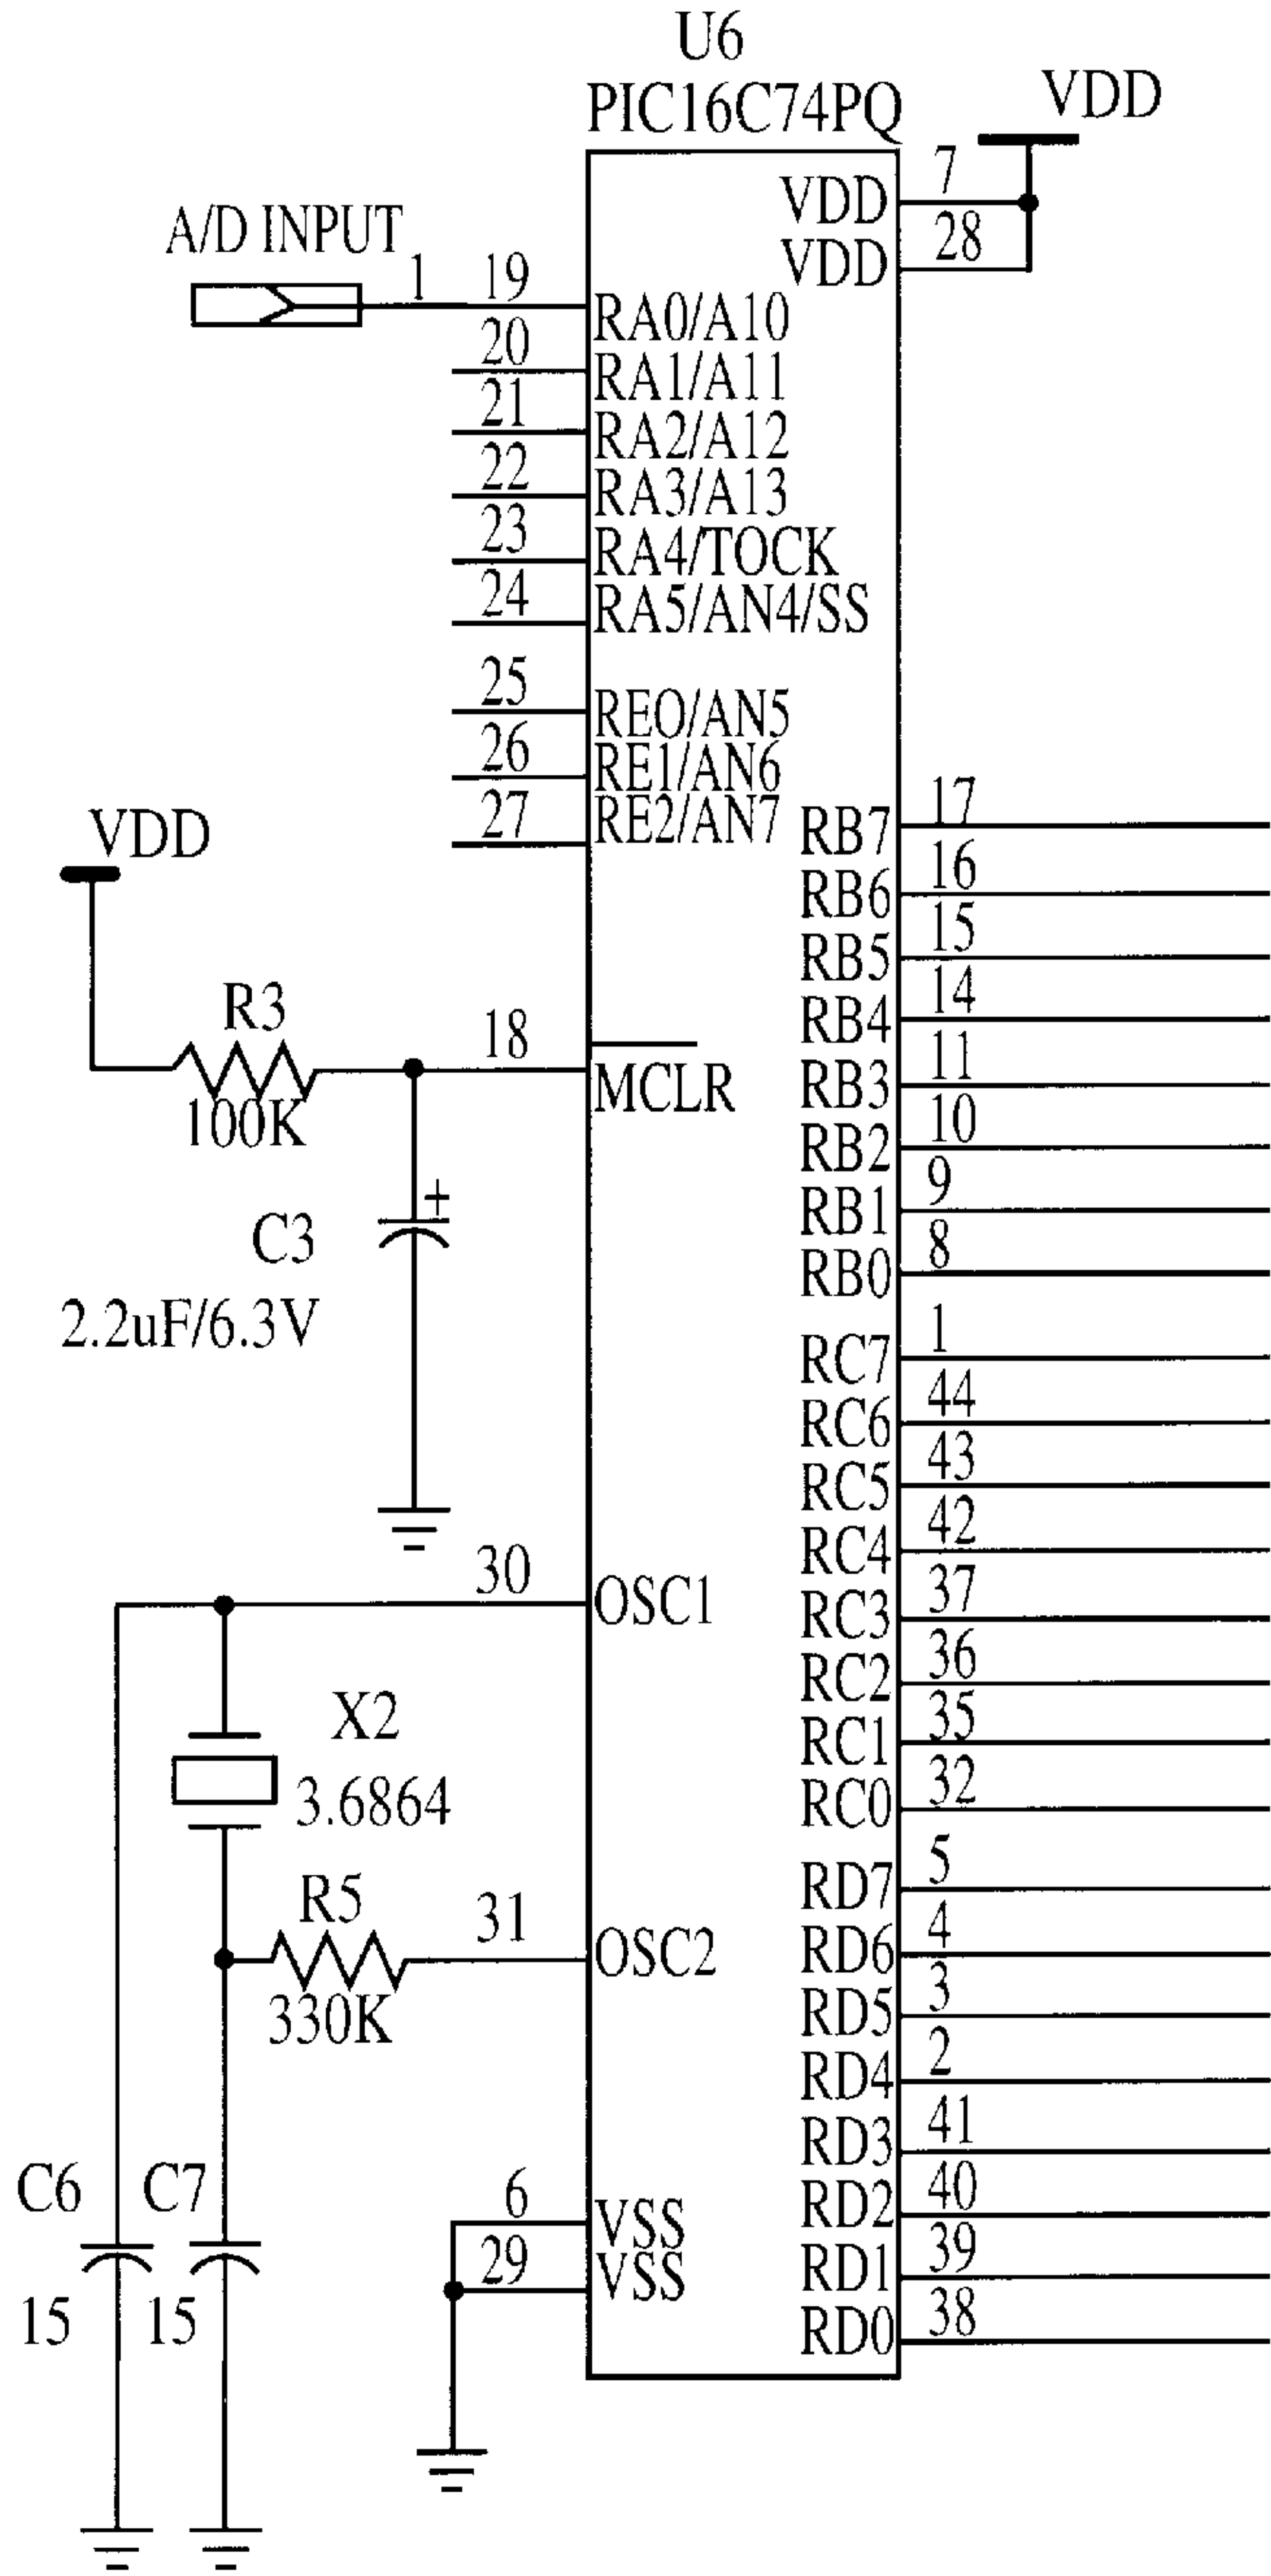 U6
PIC16C74PQ
VDD
7
VDD
28
VDD
A/D INPUT
1
19
RA0/A10
20
RA1/A11
21
RA2/A12
22
RA3/A13
23
RA4/TOCK
24
RA5/AN4/SS
25
REO/AN5
26
RE1/AN6
27
RE2/AN7
VDD
R3
100K
18
MCLR
+
C3
2.2uF/6.3V
30
OSC1
X2
3.6864
R5
330K
31
OSC2
C6
15
C7
15
6
VSS
29
VSS
RB7
17
RB6
16
RB5
15
RB4
14
RB3
11
RB2
10
RB1
9
RB0
8
RC7
1
RC6
44
RC5
43
RC4
42
RC3
37
RC2
36
RC1
35
RC0
32
RD7
5
RD6
4
RD5
3
RD4
2
RD3
41
RD2
40
RD1
39
RD0
38